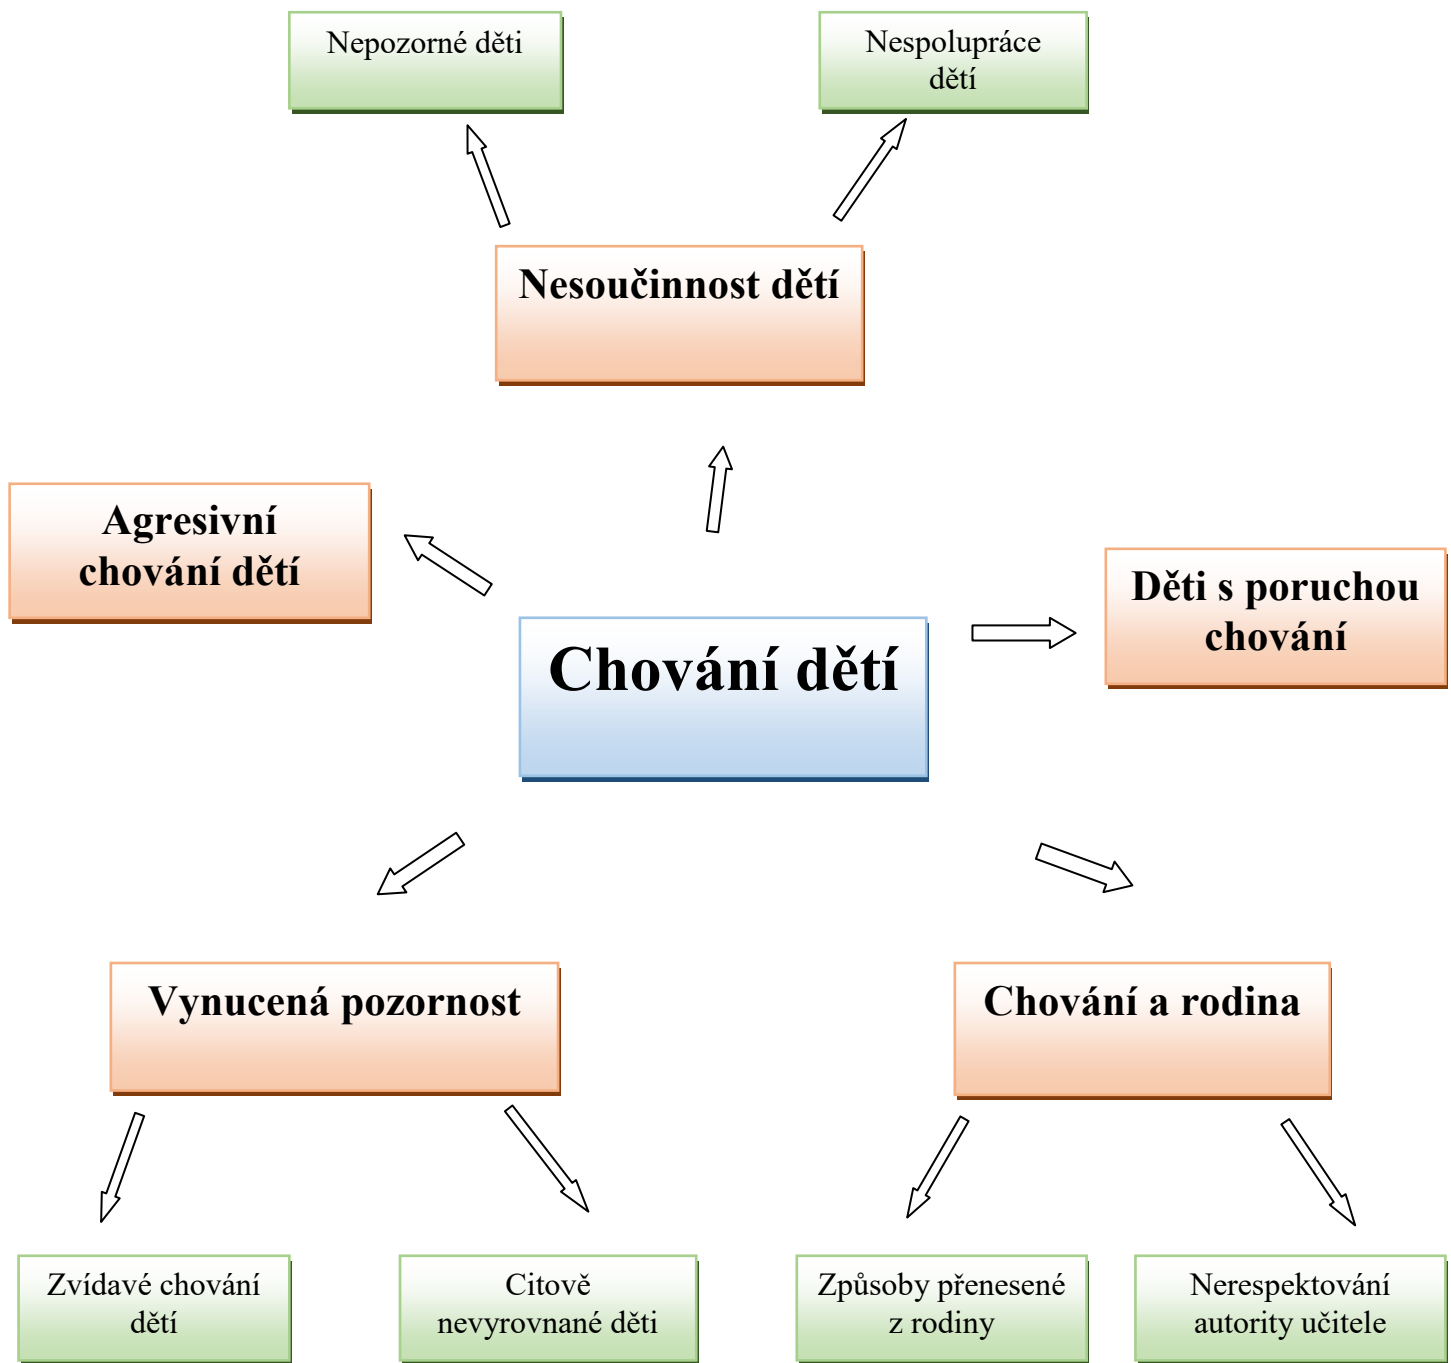 Nepozorné děti
Nespolupráce
dětí
Nesoučinnost dětí
Agresivní
chování dětí
Děti s poruchou
chování
Chování dětí
Vynucená pozornost
Chování a rodina
Zvídavé chování
dětí
Citově
nevyrovnané děti
Způsoby přenesené
z rodiny
Nerespektování
autority učitele